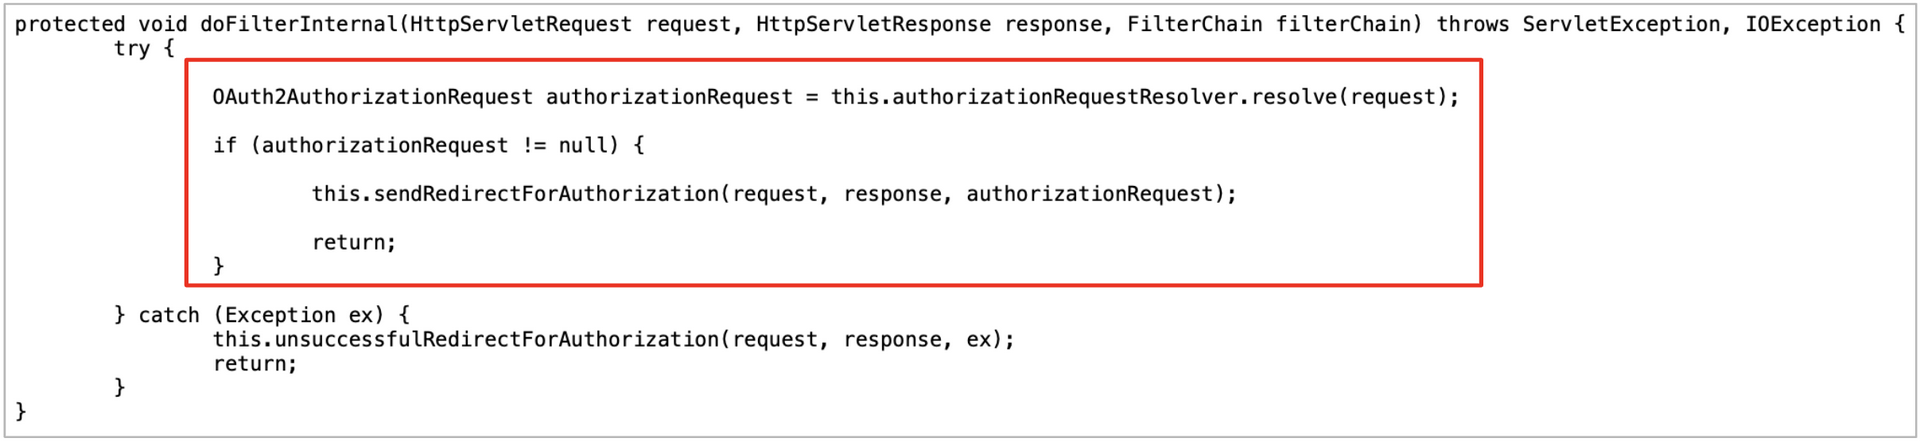 protected void doFilterInternal(HttpServletRequest request, HttpServletResponse response, FilterChain filterChain) throws ServletException, IOException {
try {
OAuth2AuthorizationRequest authorizationRequest = this.authorizationRequestResolver.resolve(request);
if (authorizationRequest != null) {
this.sendRedirectForAuthorization(request, response, authorizationRequest);
return;
}
} catch (Exception ex) {
this.unsuccessfulRedirectForAuthorization(request, response, ex);
return;
}
}